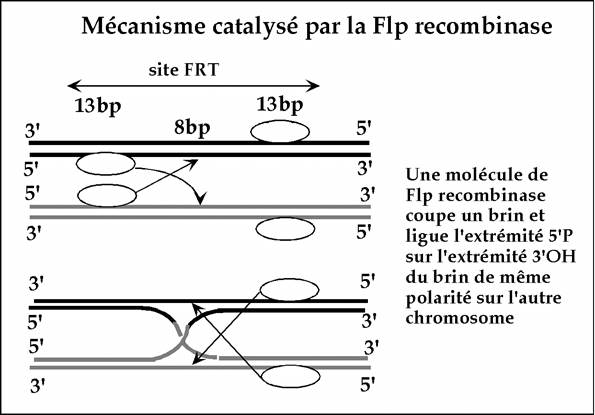 Mécanisme catalysé par la Flp recombinase
site FRT
13bp 13bp
8bp
3' 5'
5' 3'
5' 3'
3' 5'
Une molécule de
Flp recombinase
coupe un brin et
ligue l'extrémité 5'P
sur l'extrémité 3'OH
du brin de même
polarité sur l'autre
chromosome
3' 5'
5' 3'
5' 3'
3' 5'